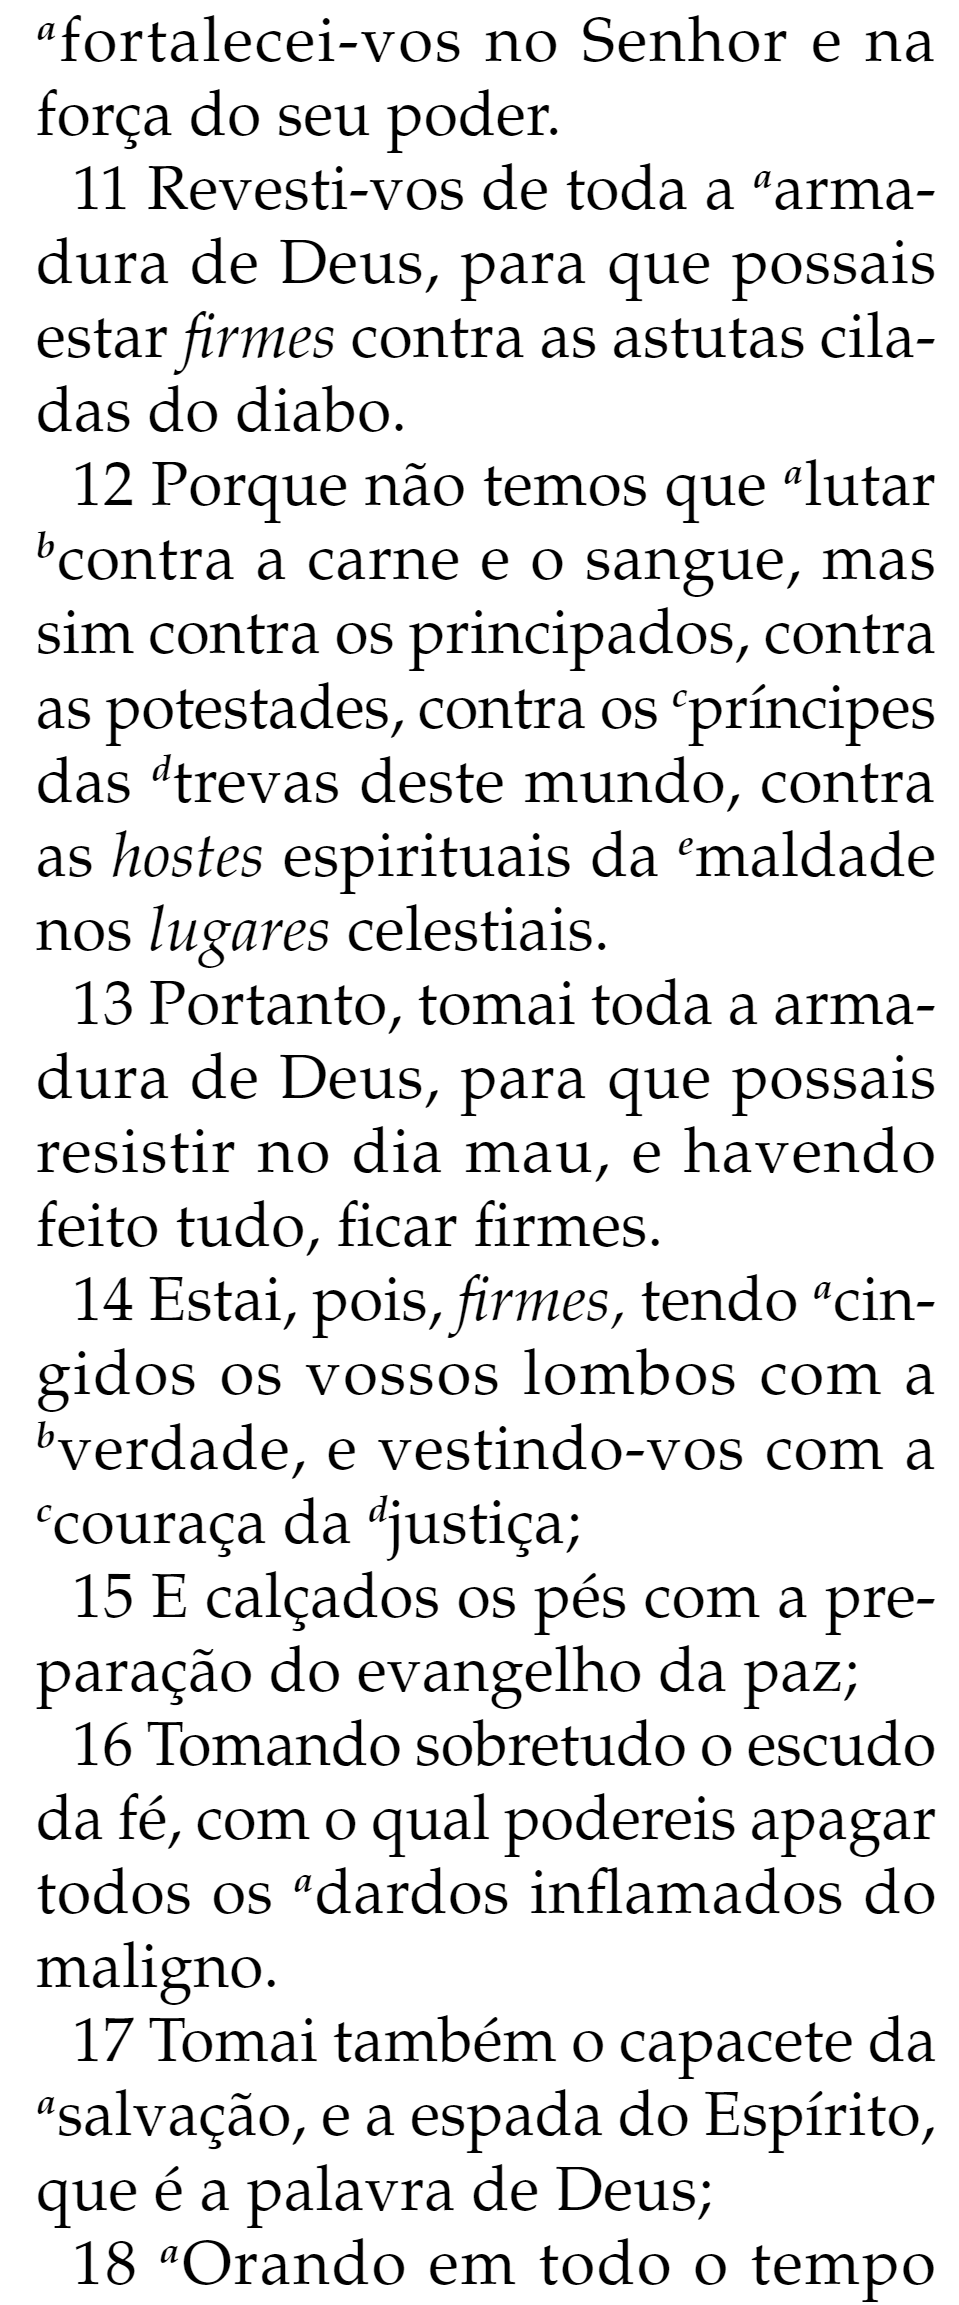 ᵃfortalecei-vos no Senhor e na
força do seu poder.
11 Revesti-vos de toda a ᵃarma-
dura de Deus, para que possais
estar firmes contra as astutas cila-
das do diabo.
12 Porque não temos que ᵃlutar
ᵇcontra a carne e o sangue, mas
sim contra os principados, contra
as potestades, contra os ᶜpríncipes
das ᵈtrevas deste mundo, contra
as hostes espirituais da ᵉmaldade
nos lugares celestiais.
13 Portanto, tomai toda a arma-
dura de Deus, para que possais
resistir no dia mau, e havendo
feito tudo, ficar firmes.
14 Estai, pois, firmes, tendo ᵃcin-
gidos os vossos lombos com a
ᵇverdade, e vestindo-vos com a
ᶜcouraça da ᵈjustiça;
15 E calçados os pés com a pre-
paração do evangelho da paz;
16 Tomando sobretudo o escudo
da fé, com o qual podereis apagar
todos os ᵃdardos inflamados do
maligno.
17 Tomai também o capacete da
ᵃsalvação, e a espada do Espírito,
que é a palavra de Deus;
18 ᵃOrando em todo o tempo